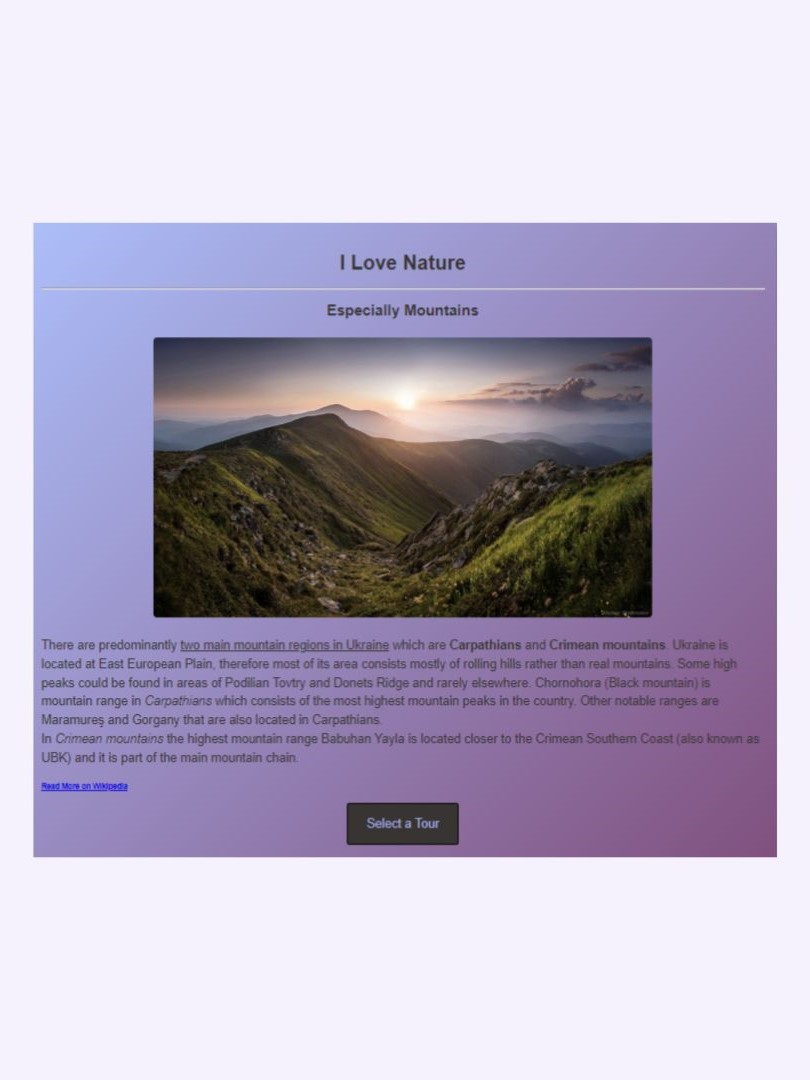 I Love Nature
Especially Mountains
There are predominantly two main mountain regions in Ukraine which are Carpathians and Crimean mountains. Ukraine is
located at East European Plain, therefore most of its area consists mostly of rolling hills rather than real mountains. Some high
peaks could be found in areas of Podilian Tovtry and Donets Ridge and rarely elsewhere. Chornohora (Black mountain) is
mountain range in Carpathians which consists of the most highest mountain peaks in the country. Other notable ranges are
Maramureş and Gorgany that are also located in Carpathians.
In Crimean mountains the highest mountain range Babuhan Yayla is located closer to the Crimean Southern Coast (also known as
UBK) and it is part of the main mountain chain.
Read More on Wikipedia
Select a Tour